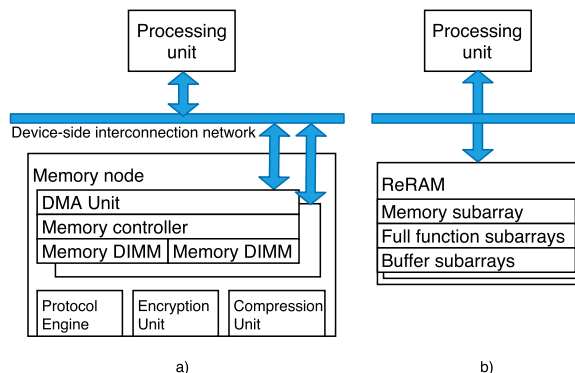 Processing
unit
Device-side interconnection network
Memory node
DMA Unit
Memory controller
Memory DIMM Memory DIMM
Protocol
Engine
Encryption
Unit
Compression
Unit
a)
Processing
unit
ReRAM
Memory subarray
Full function subarrays
Buffer subarrays
b)